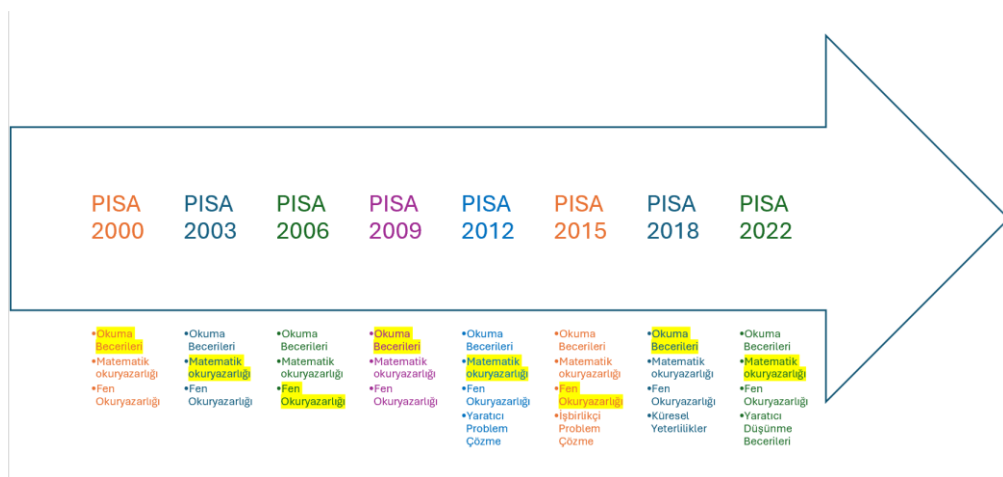 PISA
2000
PISA
2003
PISA
2006
PISA
2009
PISA
2012
PISA
2015
PISA
2018
PISA
2022
•Okuma
Becerileri
•Matematik
okuryazarlığı
•Fen
Okuryazarlığı
•Okuma
Becerileri
•Matematik
okuryazarlığı
•Fen
Okuryazarlığı
•Okuma
Becerileri
•Matematik
okuryazarlığı
•Fen
Okuryazarlığı
•Okuma
Becerileri
•Matematik
okuryazarlığı
•Fen
Okuryazarlığı
•Okuma
Becerileri
•Matematik
okuryazarlığı
•Fen
Okuryazarlığı
•Yaratıcı
Problem
Çözme
•Okuma
Becerileri
•Matematik
okuryazarlığı
•Fen
Okuryazarlığı
•İşbirlikçi
Problem
Çözme
•Okuma
Becerileri
•Matematik
okuryazarlığı
•Fen
Okuryazarlığı
•Küresel
Yeterlilikler
•Okuma
Becerileri
•Matematik
okuryazarlığı
•Fen
Okuryazarlığı
•Yaratıcı
Düşünme
Becerileri